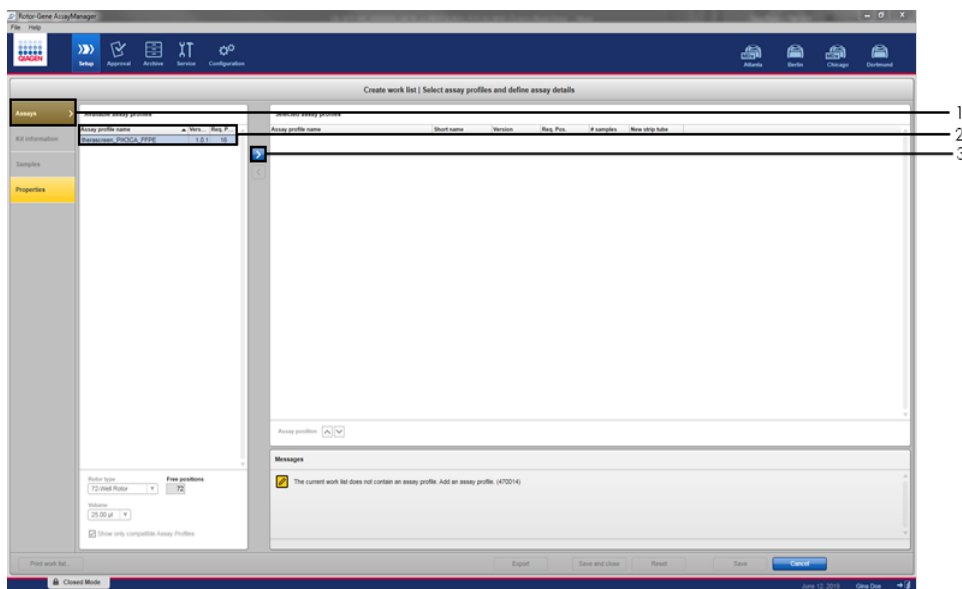 Rotor-Gene AssayManager
File Help
QIAGEN
Setup Approval Archive Service Configuration
Atlanta Berlin Chicago Dortmund
Create work list | Select assay profiles and define assay details
Assays
Available assay profiles
Selected assay profiles
1
Assay profile name Vers... Req. P...
Assay profile name Short name Version Req. Pos. # samples New strip tube
2
therascreen_PIK3CA_FFPE 1.0.1 16
Kit information
3
Samples
Properties
Assay position
Messages
The current work list does not contain an assay profile. Add an assay profile. (470014)
Rotor type Free positions
72-Well Rotor 72
Volume
25.00 µl
Show only compatible Assay Profiles
Print work list...
Export Save and close Reset Save Cancel
Closed Mode
June 12, 2019 Gina Doe